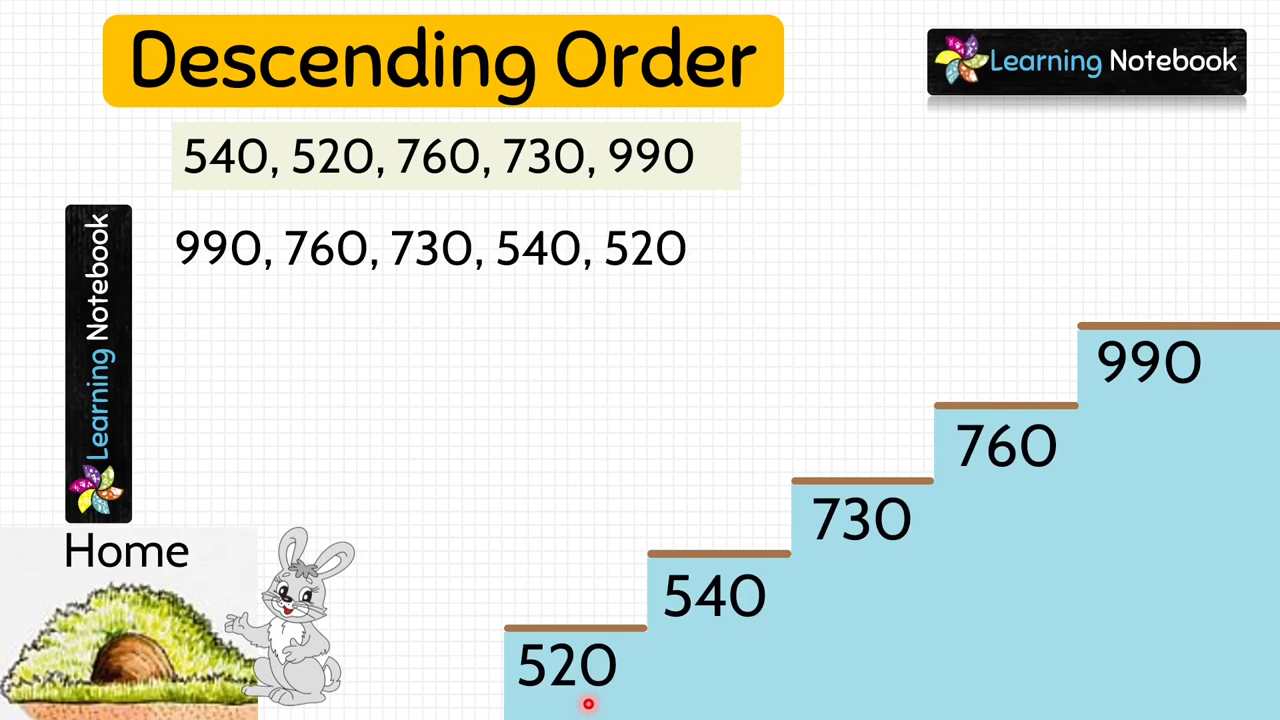 Descending Order
Learning Notebook
540, 520, 760, 730, 990
990, 760, 730, 540, 520
Learning Notebook
990
760
730
540
520
Home